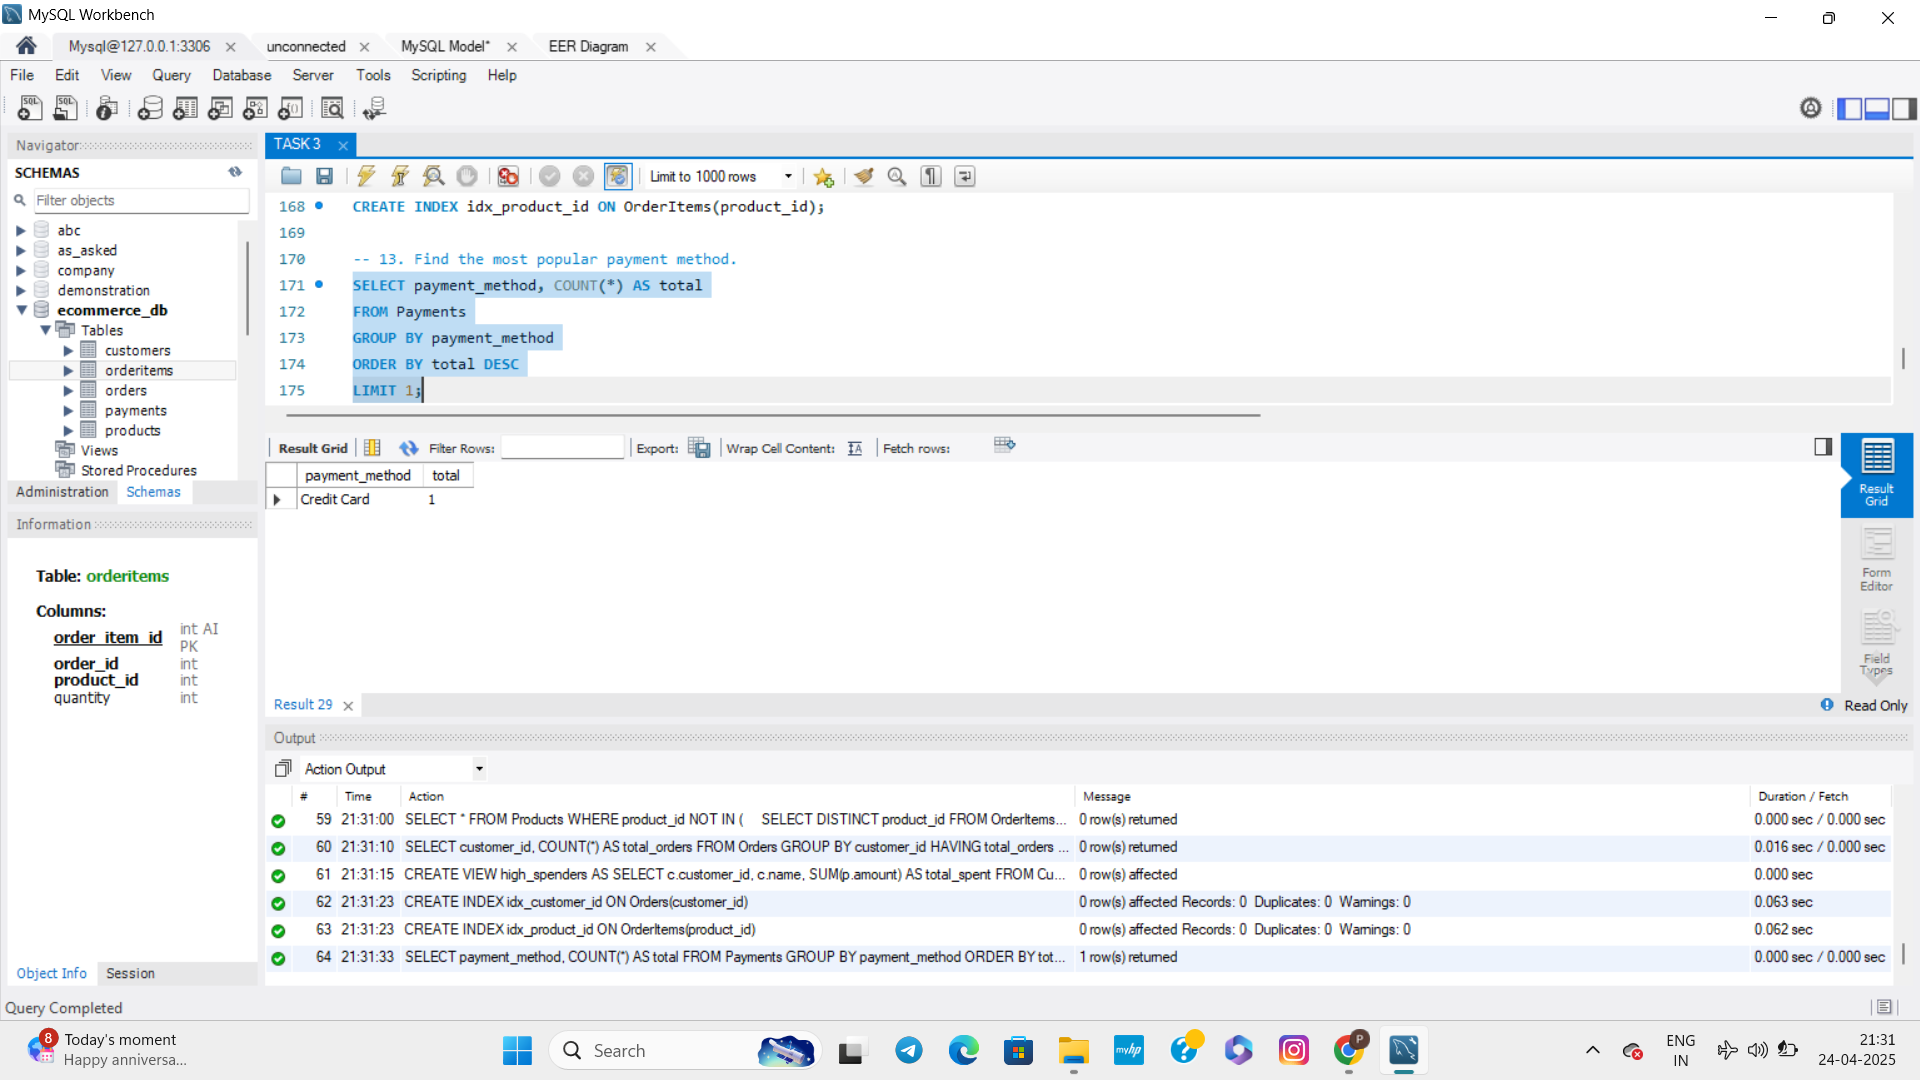 MySQL Workbench
Mysql@127.0.0.1:3306
unconnected
MySQL Model*
EER Diagram
File Edit View Query Database Server Tools Scripting Help
Navigator
SCHEMAS
Filter objects
abc
as_asked
company
demonstration
ecommerce_db
Tables
customers
orderitems
orders
payments
products
Views
Stored Procedures
Administration Schemas
Information
Table: orderitems
Columns:
order_item_id int AI PK
order_id int
product_id int
quantity int
Object Info Session
TASK 3
Limit to 1000 rows
168 CREATE INDEX idx_product_id ON OrderItems(product_id);
169
170 -- 13. Find the most popular payment method.
171 SELECT payment_method, COUNT(*) AS total
172 FROM Payments
173 GROUP BY payment_method
174 ORDER BY total DESC
175 LIMIT 1;
Result Grid Filter Rows: Export: Wrap Cell Content: Fetch rows:
payment_method total
Credit Card 1
Result Grid
Form Editor
Field Types
Result 29
Read Only
Output
Action Output
# Time Action Message Duration / Fetch
59 21:31:00 SELECT * FROM Products WHERE product_id NOT IN ( SELECT DISTINCT product_id FROM OrderItems... 0 row(s) returned 0.000 sec / 0.000 sec
60 21:31:10 SELECT customer_id, COUNT(*) AS total_orders FROM Orders GROUP BY customer_id HAVING total_orders ... 0 row(s) returned 0.016 sec / 0.000 sec
61 21:31:15 CREATE VIEW high_spenders AS SELECT c.customer_id, c.name, SUM(p.amount) AS total_spent FROM Cu... 0 row(s) affected 0.000 sec
62 21:31:23 CREATE INDEX idx_customer_id ON Orders(customer_id) 0 row(s) affected Records: 0 Duplicates: 0 Warnings: 0 0.063 sec
63 21:31:23 CREATE INDEX idx_product_id ON OrderItems(product_id) 0 row(s) affected Records: 0 Duplicates: 0 Warnings: 0 0.062 sec
64 21:31:33 SELECT payment_method, COUNT(*) AS total FROM Payments GROUP BY payment_method ORDER BY tot... 1 row(s) returned 0.000 sec / 0.000 sec
Query Completed
8
Today's moment
Happy anniversa...
Search
myhp
P
ENG
IN
21:31
24-04-2025